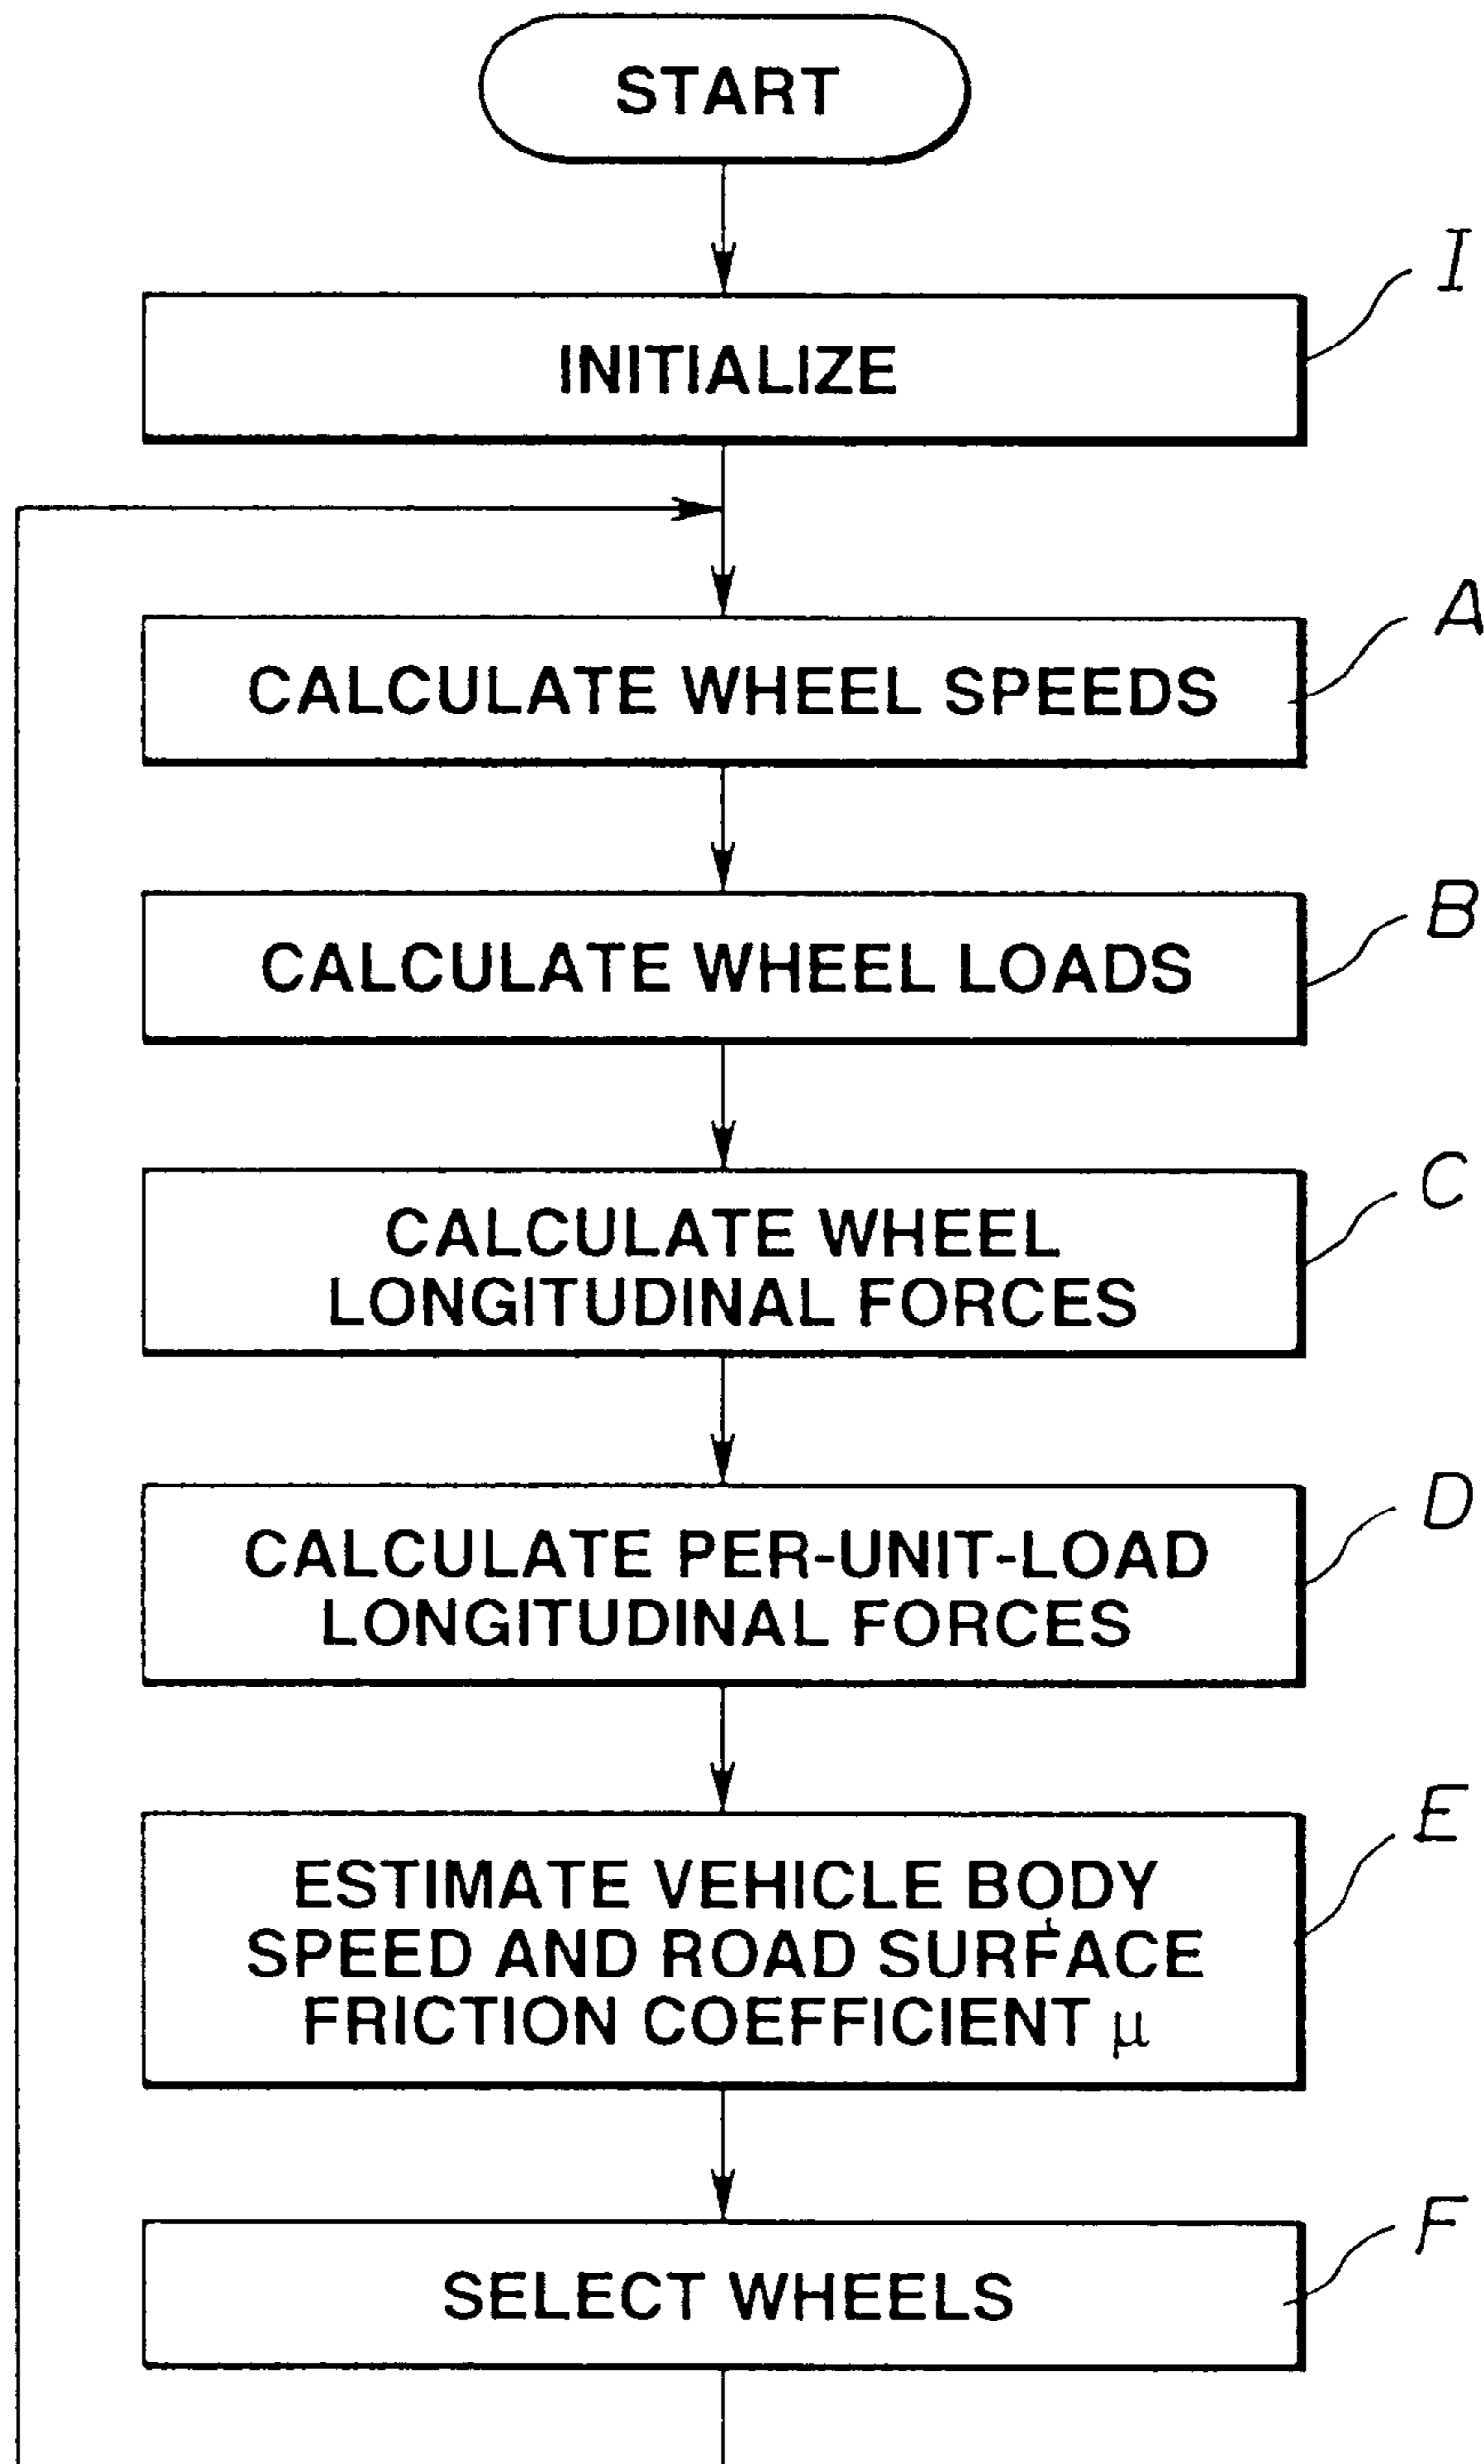 START
I
INITIALIZE
A
CALCULATE WHEEL SPEEDS
B
CALCULATE WHEEL LOADS
C
CALCULATE WHEEL
LONGITUDINAL FORCES
D
CALCULATE PER-UNIT-LOAD
LONGITUDINAL FORCES
E
ESTIMATE VEHICLE BODY
SPEED AND ROAD SURFACE
FRICTION COEFFICIENT μ
F
SELECT WHEELS